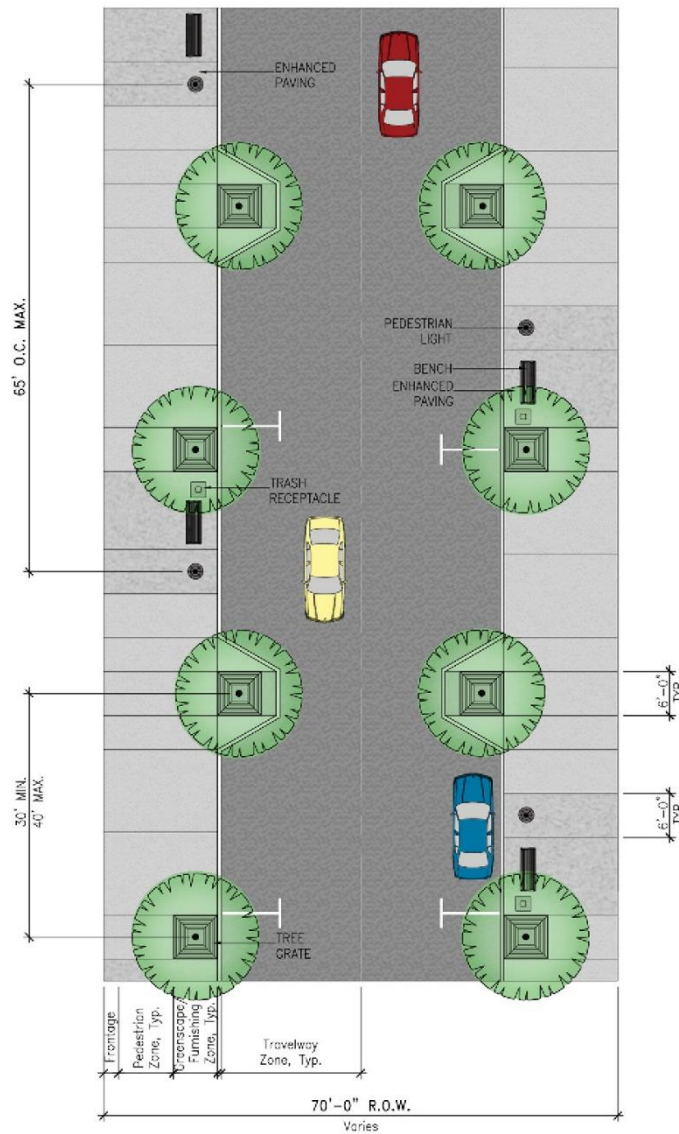 ENHANCED
PAVING
65' O.C. MAX.
PEDESTRIAN
LIGHT
BENCH
ENHANCED
PAVING
TRASH
RECEPTACLE
6'-0"
TYP.
30' MIN.
40' MAX.
6'-0"
TYP.
TREE
GRATE
Frontage
Pedestrian
Zone, Typ.
Greenscape/
Furnishing
Zone, Typ.
Travelway
Zone, Typ.
70'-0" R.O.W.
Varies